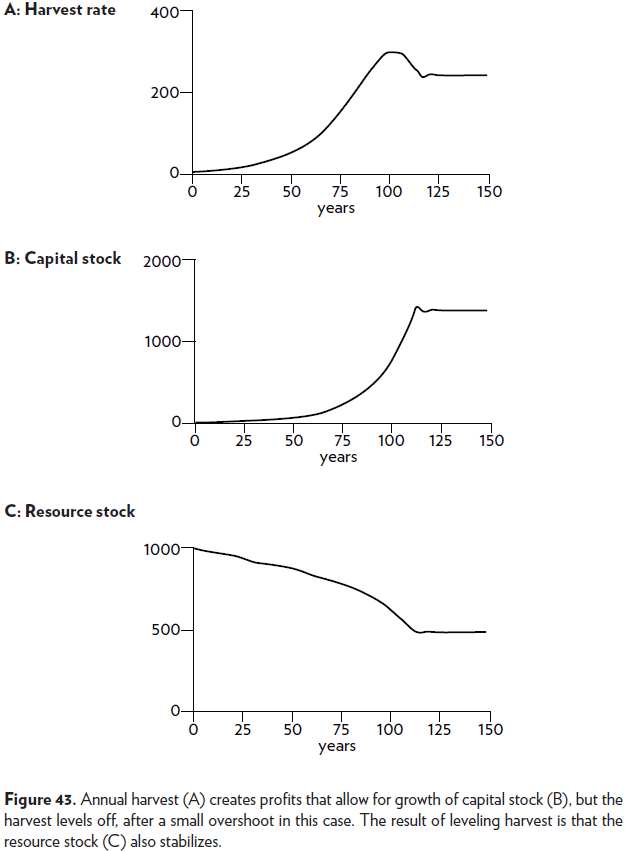 A: Harvest rate
400
200
0
0 25 50 75 100 125 150
years
B: Capital stock
2000
1000
0
0 25 50 75 100 125 150
years
C: Resource stock
1000
500
0
0 25 50 75 100 125 150
years
Figure 43. Annual harvest (A) creates profits that allow for growth of capital stock (B), but the
harvest levels off, after a small overshoot in this case. The result of leveling harvest is that the
resource stock (C) also stabilizes.